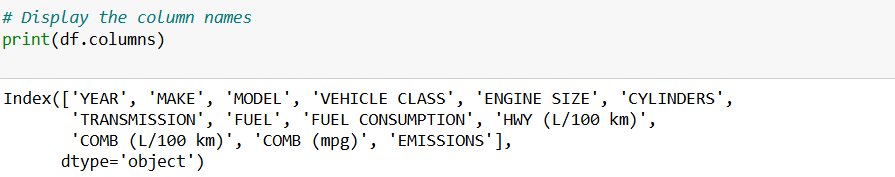 # Display the column names
print(df.columns)
Index(['YEAR', 'MAKE', 'MODEL', 'VEHICLE CLASS', 'ENGINE SIZE', 'CYLINDERS',
'TRANSMISSION', 'FUEL', 'FUEL CONSUMPTION', 'HWY (L/100 km)',
'COMB (L/100 km)', 'COMB (mpg)', 'EMISSIONS'],
dtype='object')